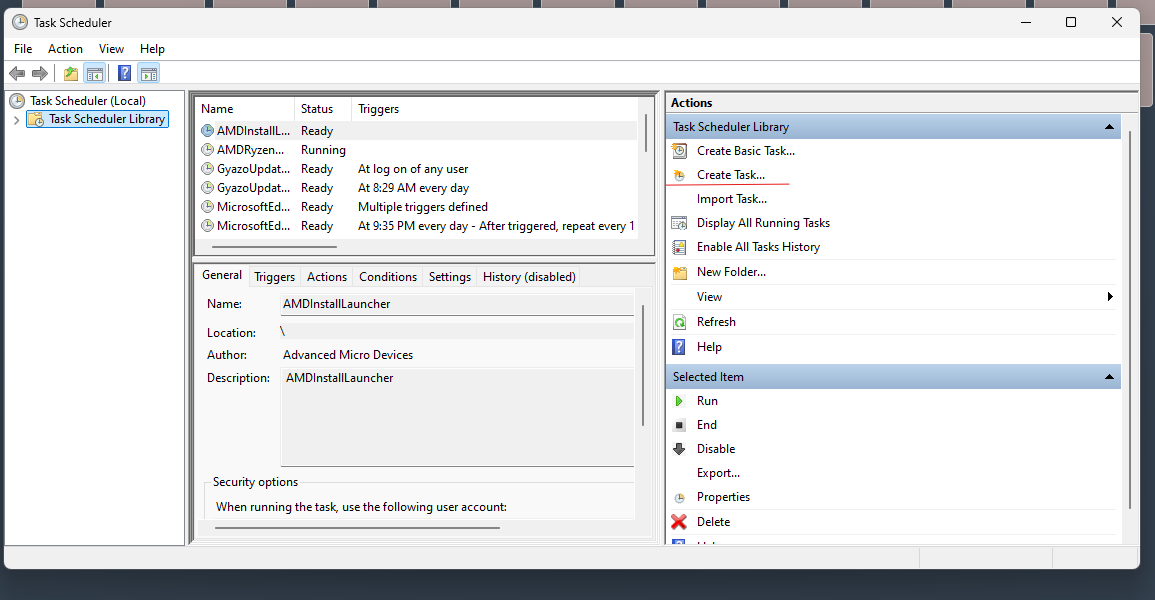 Task Scheduler
File Action View Help
Task Scheduler (Local)
Task Scheduler Library
Name Status Triggers
AMDInstallL... Ready
AMDRyzen... Running
GyazoUpdat... Ready At log on of any user
GyazoUpdat... Ready At 8:29 AM every day
MicrosoftEd... Ready Multiple triggers defined
MicrosoftEd... Ready At 9:35 PM every day - After triggered, repeat every 1
General Triggers Actions Conditions Settings History (disabled)
Name: AMDInstallLauncher
Location: \
Author: Advanced Micro Devices
Description: AMDInstallLauncher
Security options
When running the task, use the following user account:
Actions
Task Scheduler Library
Create Basic Task...
Create Task...
Import Task...
Display All Running Tasks
Enable All Tasks History
New Folder...
View
Refresh
Help
Selected Item
Run
End
Disable
Export...
Properties
Delete